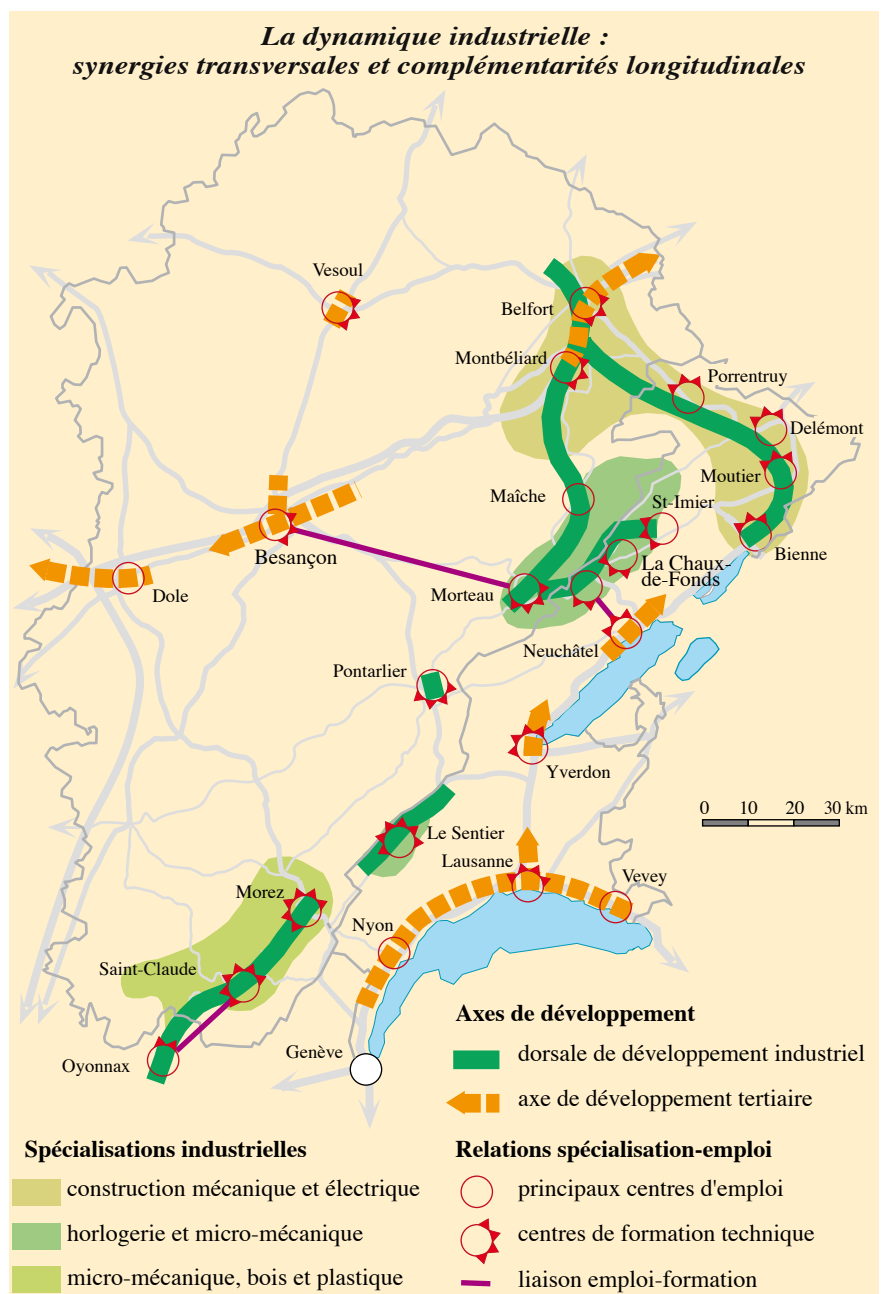 La dynamique industrielle :
synergies transversales et complémentarités longitudinales
Vesoul
Belfort
Montbéliard
Porrentruy
Delémont
Moutier
Maîche
St-Imier
Bienne
Besançon
La Chaux-
de-Fonds
Dole
Morteau
Neuchâtel
Pontarlier
Yverdon
0 10 20 30 km
Le Sentier
Lausanne
Vevey
Morez
Nyon
Saint-Claude
Genève
Oyonnax
Axes de développement
dorsale de développement industriel
axe de développement tertiaire
Spécialisations industrielles
construction mécanique et électrique
horlogerie et micro-mécanique
micro-mécanique, bois et plastique
Relations spécialisation-emploi
principaux centres d'emploi
centres de formation technique
liaison emploi-formation